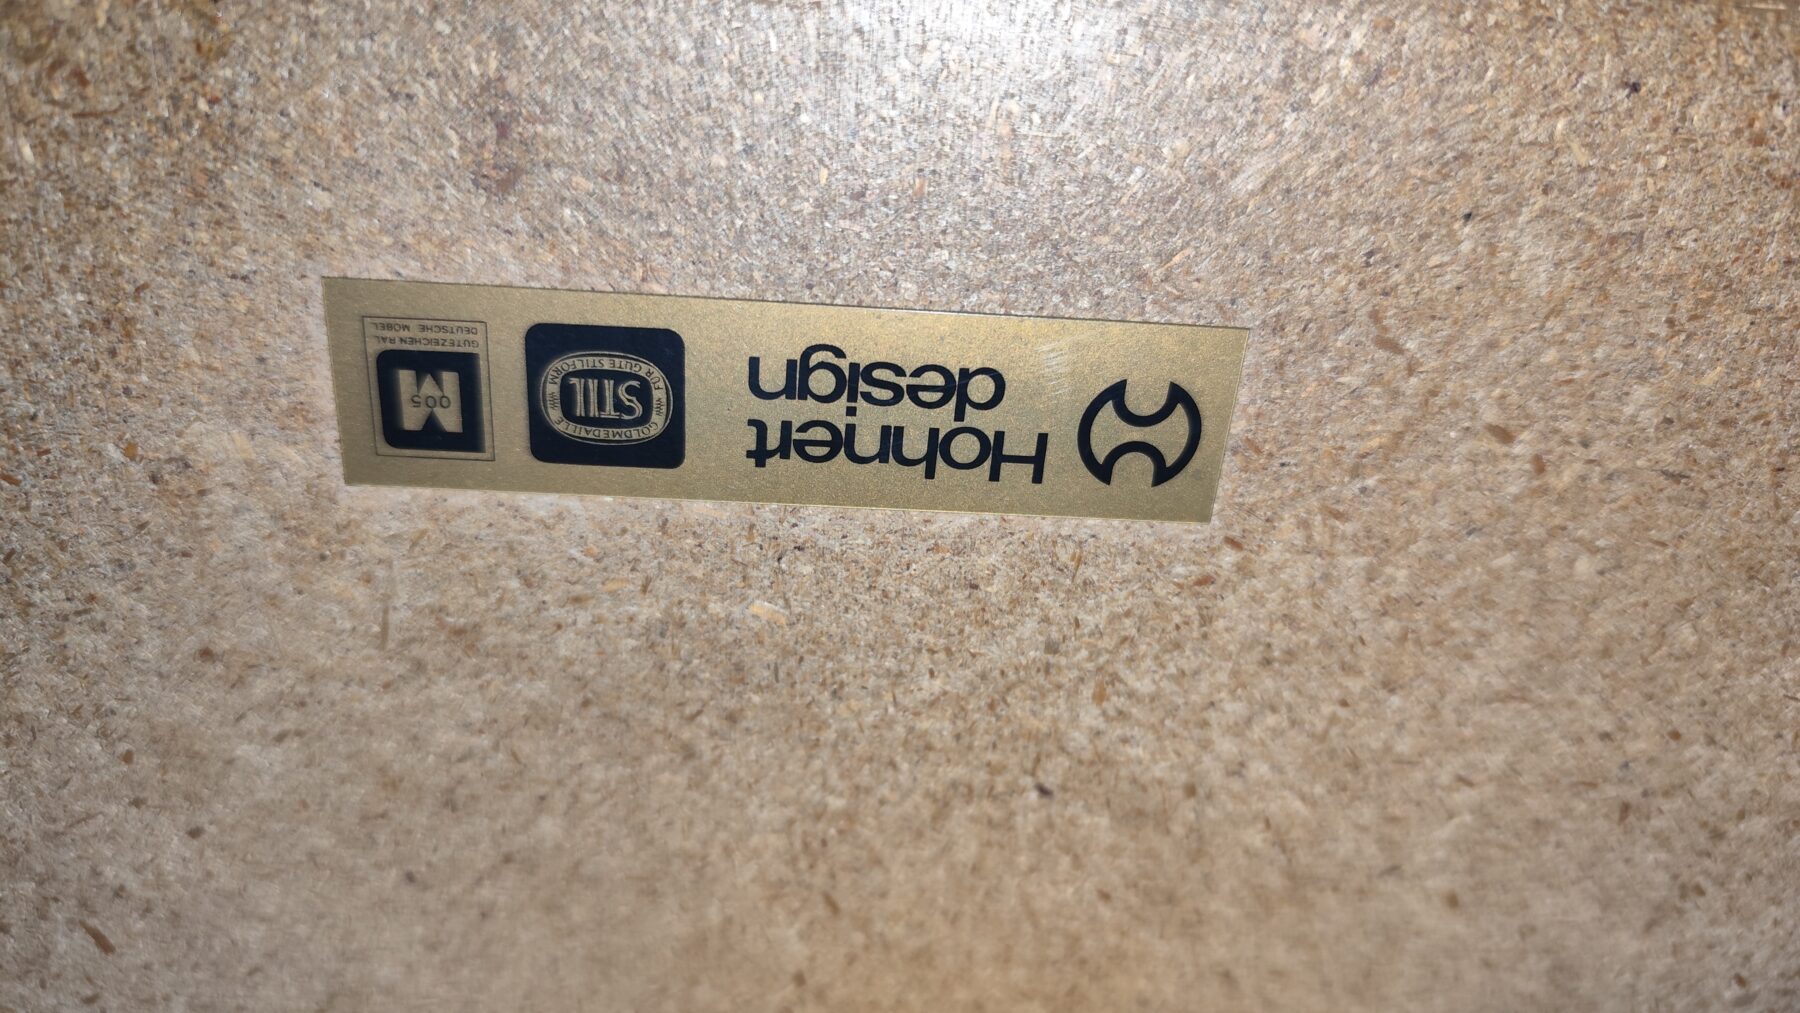 Hohnert
design
GOLDMEDAILLE
STIL
FÜR GUTE STILFORM
M
005
GÜTEZEICHEN RAL
DEUTSCHE MÖBEL